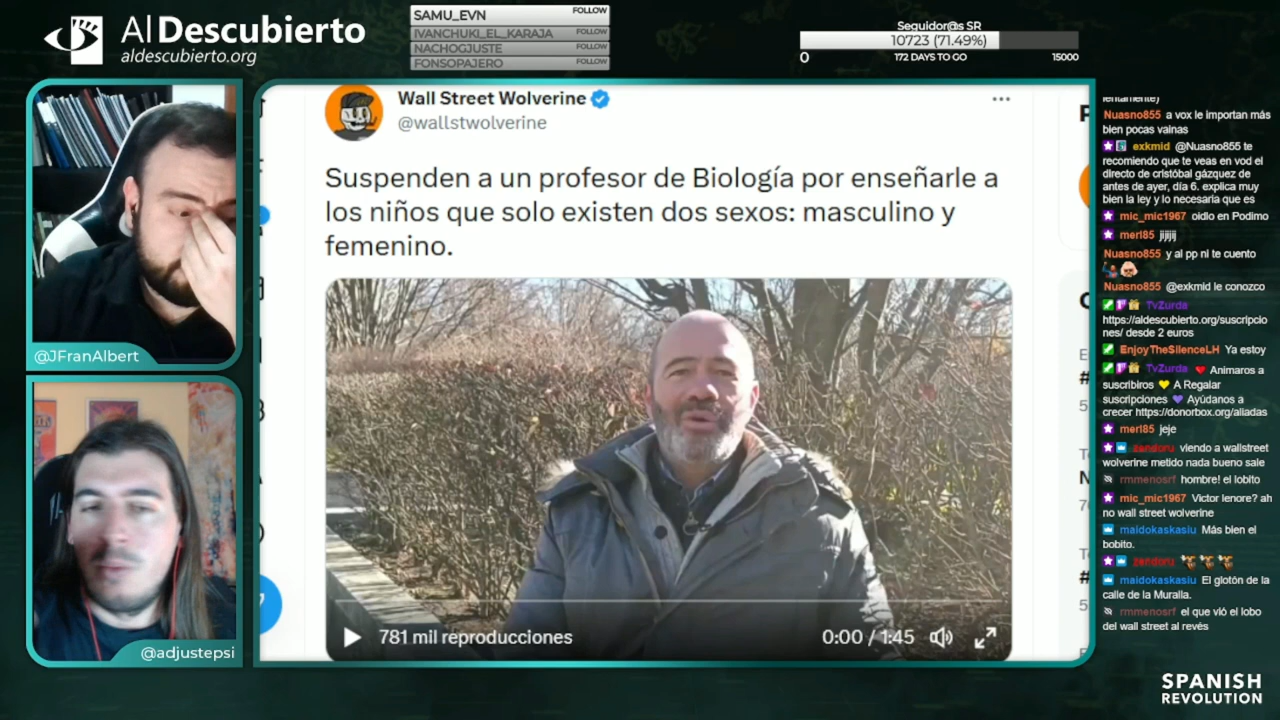 Al Descubierto
aldescubierto.org
SAMU_EVN FOLLOW
IVANCHUKI_EL_KARAJA FOLLOW
NACHOGJUSTE FOLLOW
FONSOPAJERO FOLLOW
Seguidor@s SR
10723 (71.49%)
0 172 DAYS TO GO 15000
@JFranAlbert
@adjustepsi
Wall Street Wolverine
@wallstwolverine
Suspenden a un profesor de Biología por enseñarle a
los niños que solo existen dos sexos: masculino y
femenino.
781 mil reproducciones
0:00 / 1:45
Nuasno855 a vox le importan más
bien pocas vainas
exkmid @Nuasno855 te
recomiendo que te veas en vod el
directo de cristóbal gázquez de
antes de ayer, día 6. explica muy
bien la ley y lo necesaria que es
mic_mic1967 oidlo en Podimo
merl85 jijijij
Nuasno855 y al pp ni te cuento
Nuasno855 @exkmid le conozco
TvZurda
https://aldescubierto.org/suscripcio
nes/ desde 2 euros
EnjoyTheSilenceLH Ya estoy
TvZurda Animaros a
suscribiros A Regalar
suscripciones Ayúdanos a
crecer https://donorbox.org/aliadas
merl85 jeje
zendoru viendo a wallstreet
wolverine metido nada bueno sale
rmmenosrf hombre! el lobito
mic_mic1967 Victor lenore? ah
no wall street wolverine
maidokaskasiu Más bien el
bobito.
zendoru
maidokaskasiu El glotón de la
calle de la Muralla.
rmmenosrf el que vió el lobo
del wall street al revés
SPANISH
REVOLUTION